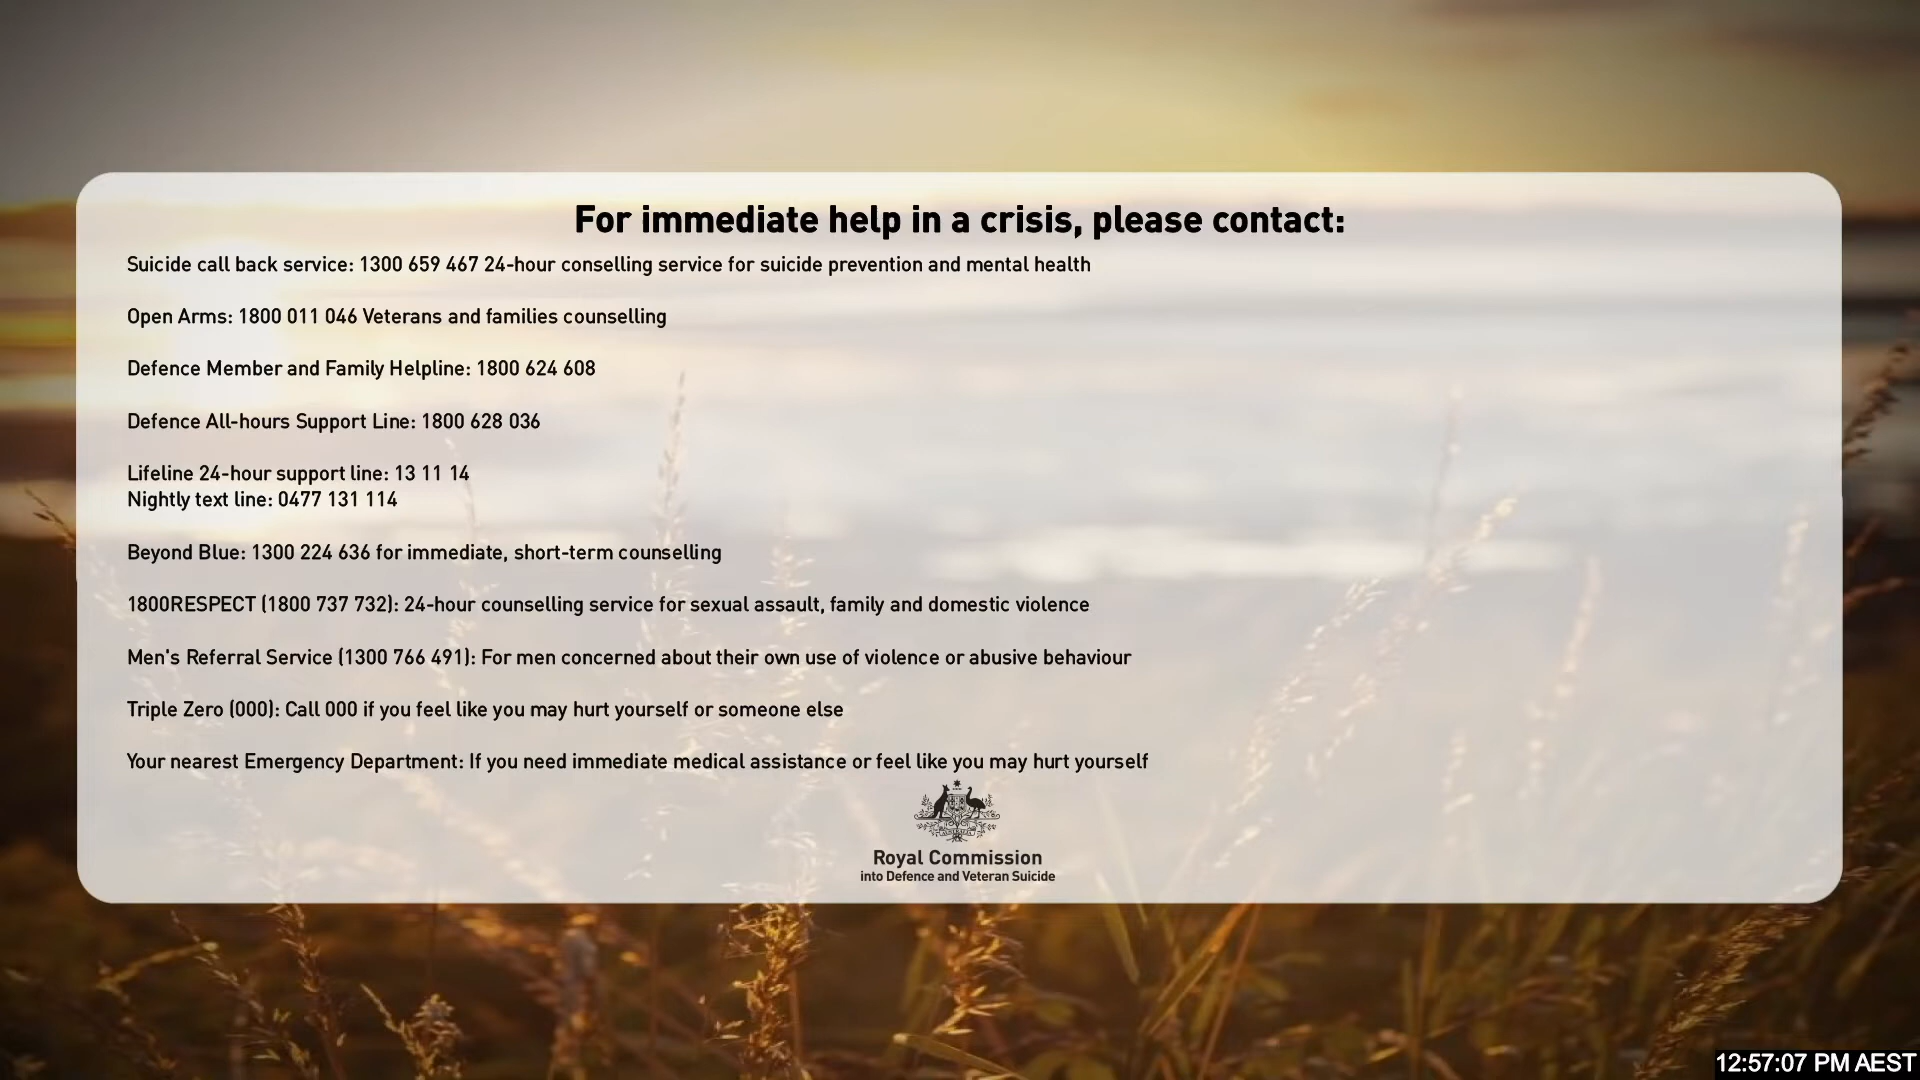 For immediate help in a crisis, please contact:
Suicide call back service: 1300 659 467 24-hour conselling service for suicide prevention and mental health
Open Arms: 1800 011 046 Veterans and families counselling
Defence Member and Family Helpline: 1800 624 608
Defence All-hours Support Line: 1800 628 036
Lifeline 24-hour support line: 13 11 14
Nightly text line: 0477 131 114
Beyond Blue: 1300 224 636 for immediate, short-term counselling
1800RESPECT (1800 737 732): 24-hour counselling service for sexual assault, family and domestic violence
Men's Referral Service (1300 766 491): For men concerned about their own use of violence or abusive behaviour
Triple Zero (000): Call 000 if you feel like you may hurt yourself or someone else
Your nearest Emergency Department: If you need immediate medical assistance or feel like you may hurt yourself
Royal Commission
into Defence and Veteran Suicide
12:57:07 PM AEST